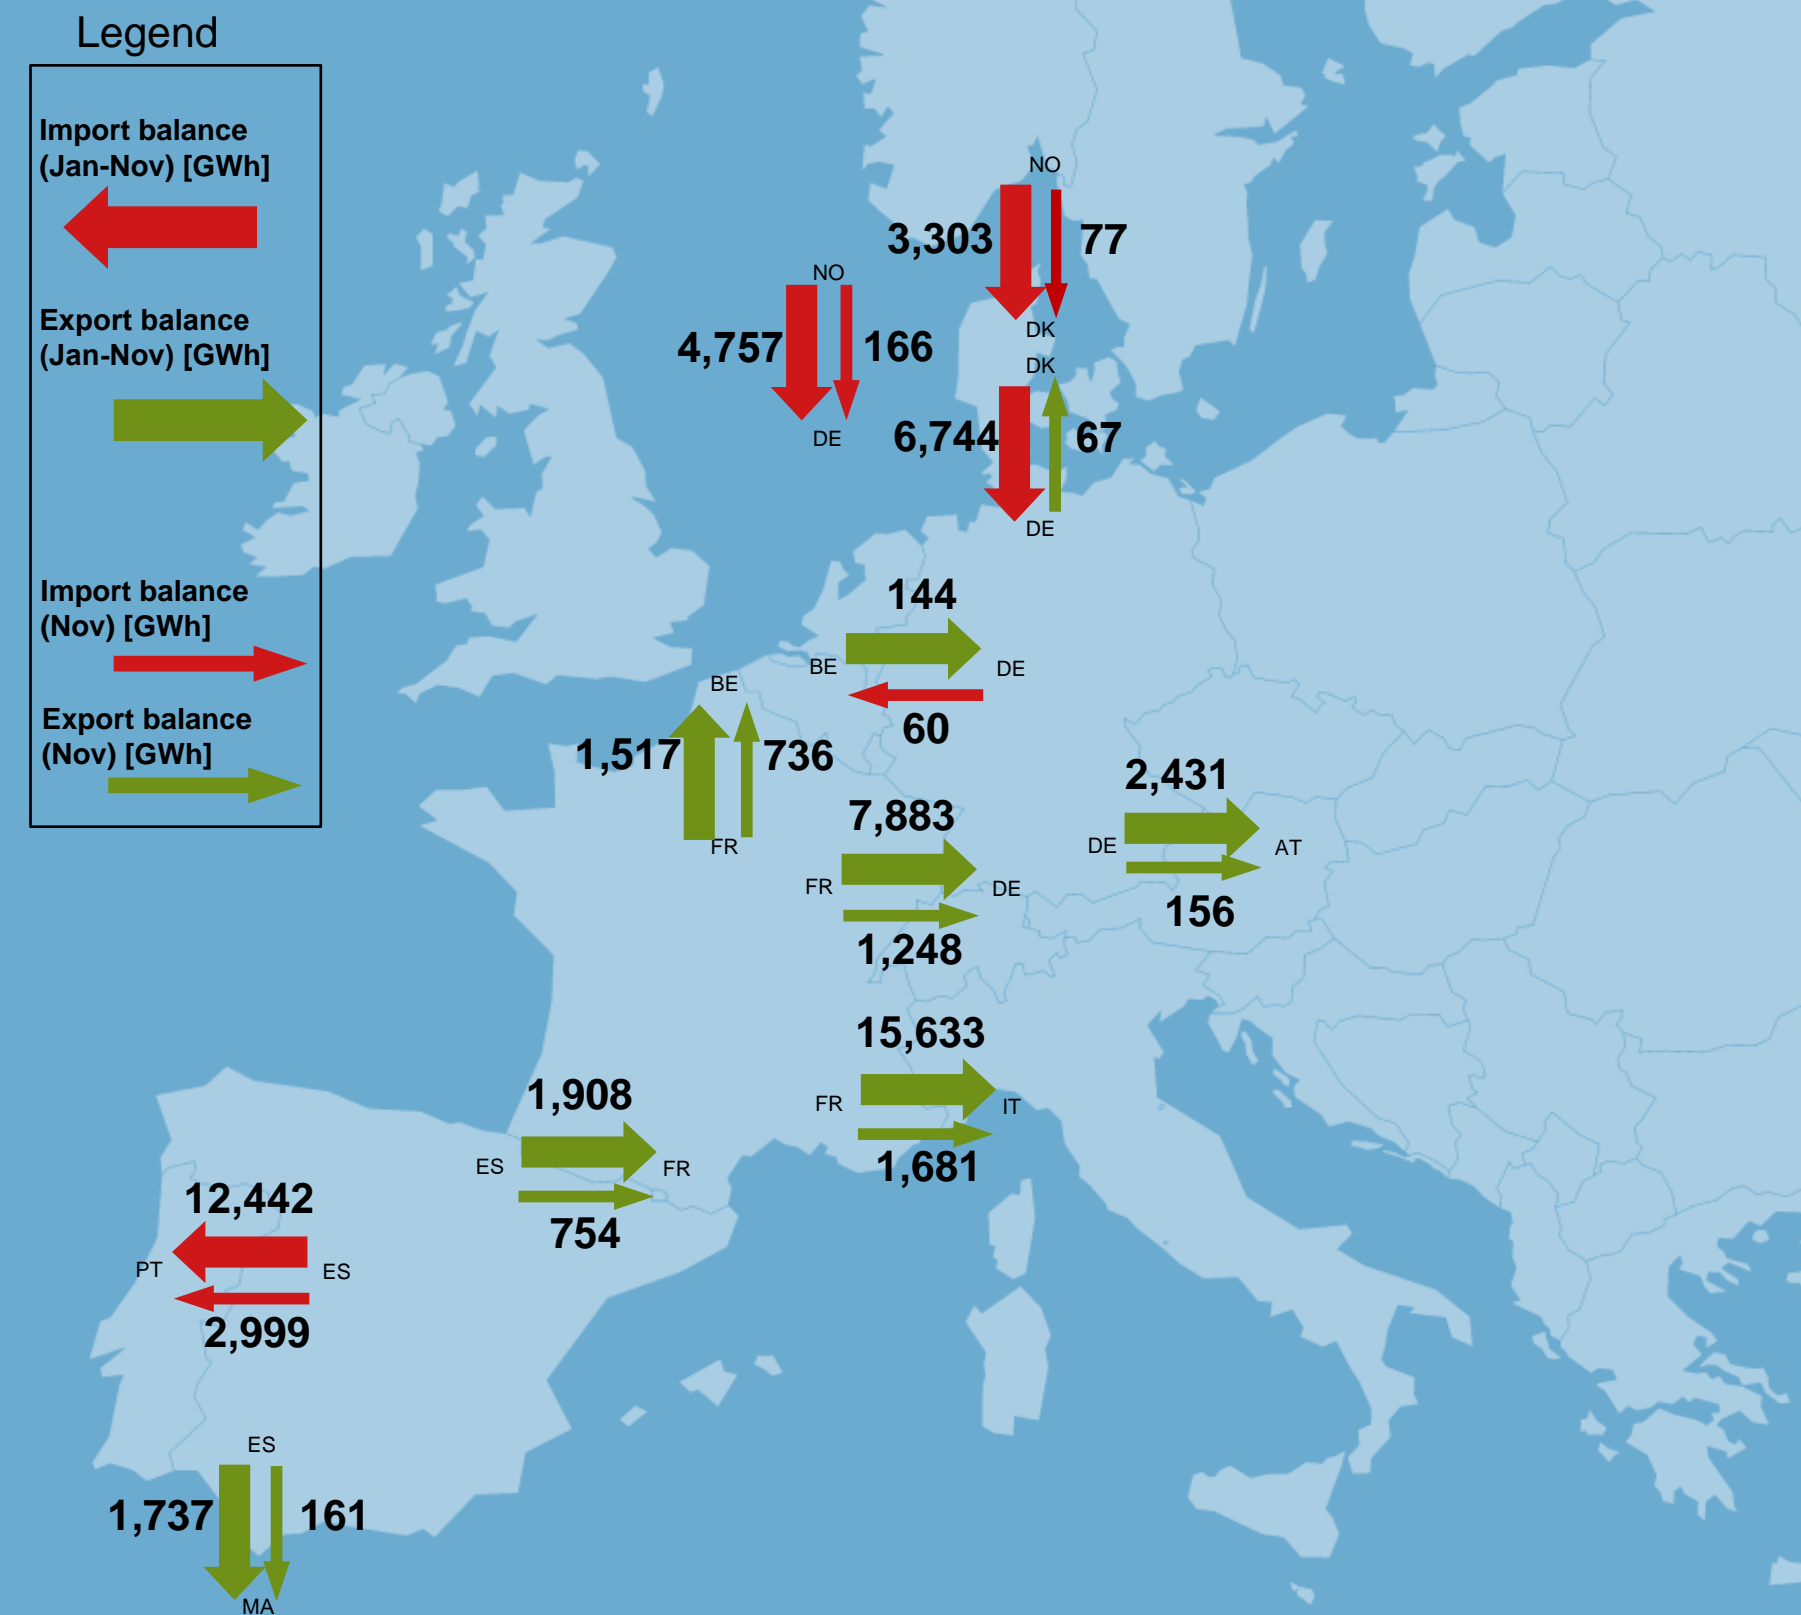 Legend
Import balance
(Jan-Nov) [GWh]
Export balance
(Jan-Nov) [GWh]
Import balance
(Nov) [GWh]
Export balance
(Nov) [GWh]
NO
3,303 77
DK
NO
4,757 166
DE
DK
6,744 67
DE
144
BE DE
60
BE
1,517 736
FR
7,883
FR DE
1,248
2,431
DE AT
156
15,633
FR IT
1,681
1,908
ES FR
754
12,442
PT ES
2,999
ES
1,737 161
MA